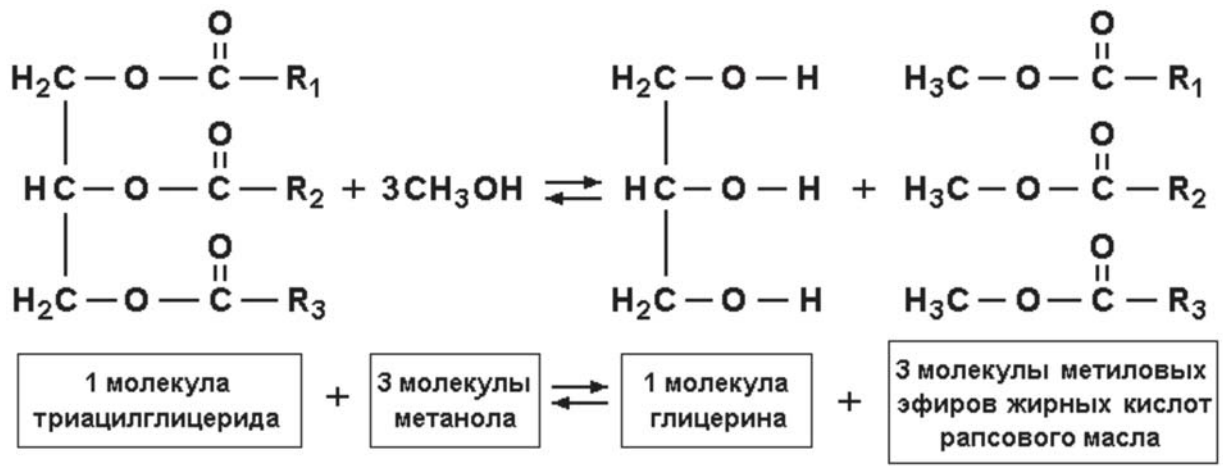 O O
H₂C — O — C — R₁ H₂C — O — H H₃C — O — C — R₁
O O
HC — O — C — R₂ + 3CH₃OH ⇌ HC — O — H + H₃C — O — C — R₂
O O
H₂C — O — C — R₃ H₂C — O — H H₃C — O — C — R₃
1 молекула
триацилглицерида
+
3 молекулы
метанола
⇌
1 молекула
глицерина
+
3 молекулы метиловых
эфиров жирных кислот
рапсового масла